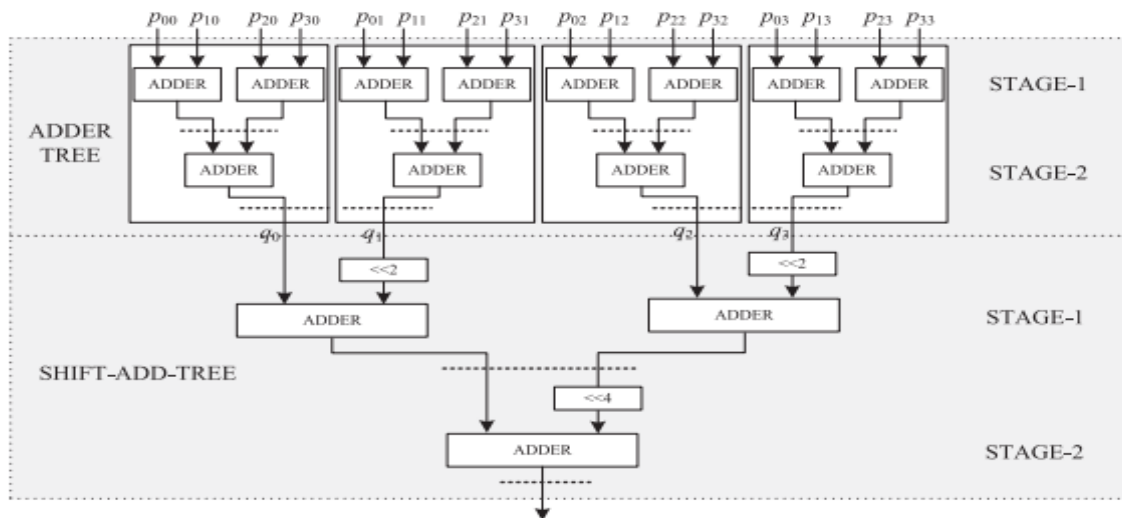 p00 p10 p20 p30 p01 p11 p21 p31 p02 p12 p22 p32 p03 p13 p23 p33
ADDER ADDER ADDER ADDER ADDER ADDER ADDER ADDER STAGE-1
ADDER TREE
ADDER ADDER ADDER ADDER STAGE-2
q0 q1 q2 q3
<<2 <<2
ADDER ADDER STAGE-1
SHIFT-ADD-TREE
<<4
ADDER STAGE-2